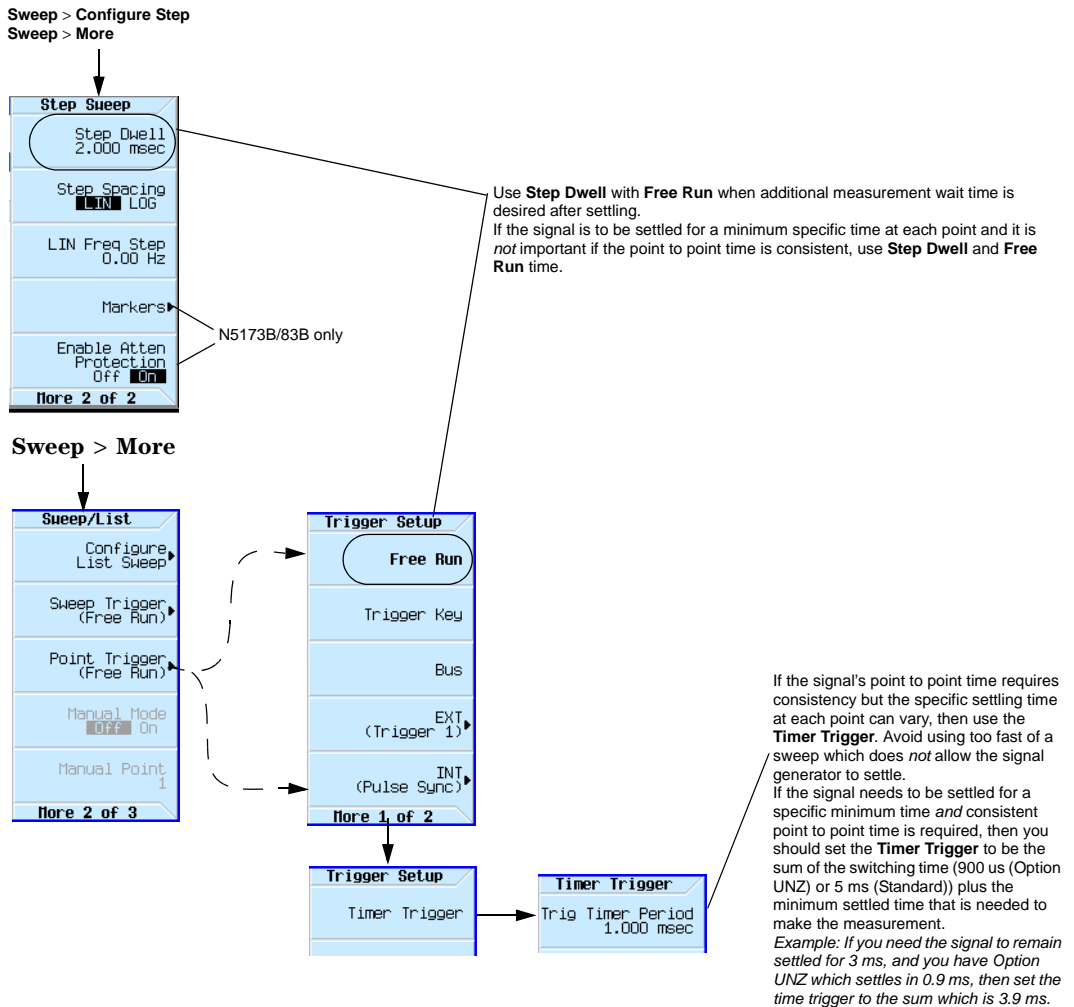 Sweep > Configure Step
Sweep > More
Step Sweep
Step Dwell
2.000 msec
Step Spacing
LIN LOG
LIN Freq Step
0.00 Hz
Markers
Enable Atten
Protection
Off On
More 2 of 2
N5173B/83B only
Use Step Dwell with Free Run when additional measurement wait time is
desired after settling.
If the signal is to be settled for a minimum specific time at each point and it is
not important if the point to point time is consistent, use Step Dwell and Free
Run time.
Sweep > More
Sweep/List
Configure
List Sweep
Sweep Trigger
(Free Run)
Point Trigger
(Free Run)
Manual Mode
Off On
Manual Point
1
More 2 of 3
Trigger Setup
Free Run
Trigger Key
Bus
EXT
(Trigger 1)
INT
(Pulse Sync)
More 1 of 2
Trigger Setup
Timer Trigger
Timer Trigger
Trig Timer Period
1.000 msec
If the signal's point to point time requires
consistency but the specific settling time
at each point can vary, then use the
Timer Trigger. Avoid using too fast of a
sweep which does not allow the signal
generator to settle.
If the signal needs to be settled for a
specific minimum time and consistent
point to point time is required, then you
should set the Timer Trigger to be the
sum of the switching time (900 us (Option
UNZ) or 5 ms (Standard)) plus the
minimum settled time that is needed to
make the measurement.
Example: If you need the signal to remain
settled for 3 ms, and you have Option
UNZ which settles in 0.9 ms, then set the
time trigger to the sum which is 3.9 ms.